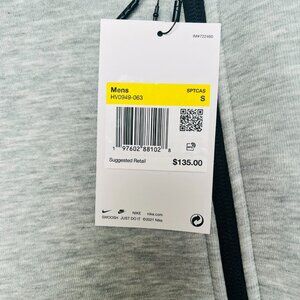 Mens
SPTCAS
HV0949-063
S
1 97602 88102 8
Suggested Retail
$135.00
NIKE nike.com
SWOOSH JUST DO IT ©2021 Nike